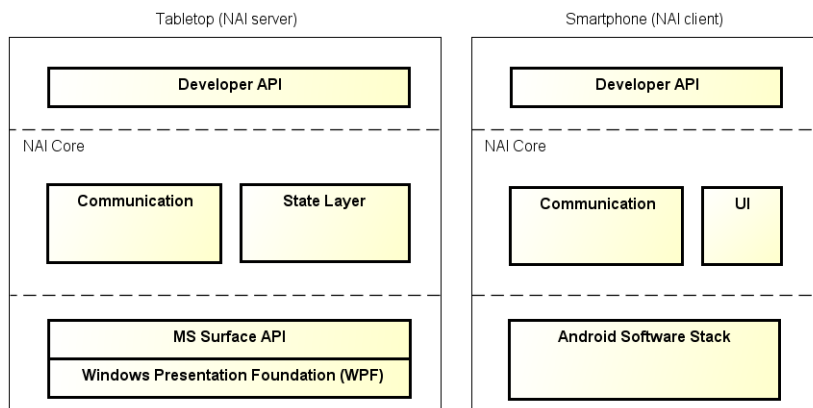 Tabletop (NAI server)
Developer API
NAI Core
Communication
State Layer
MS Surface API
Windows Presentation Foundation (WPF)
Smartphone (NAI client)
Developer API
NAI Core
Communication
UI
Android Software Stack